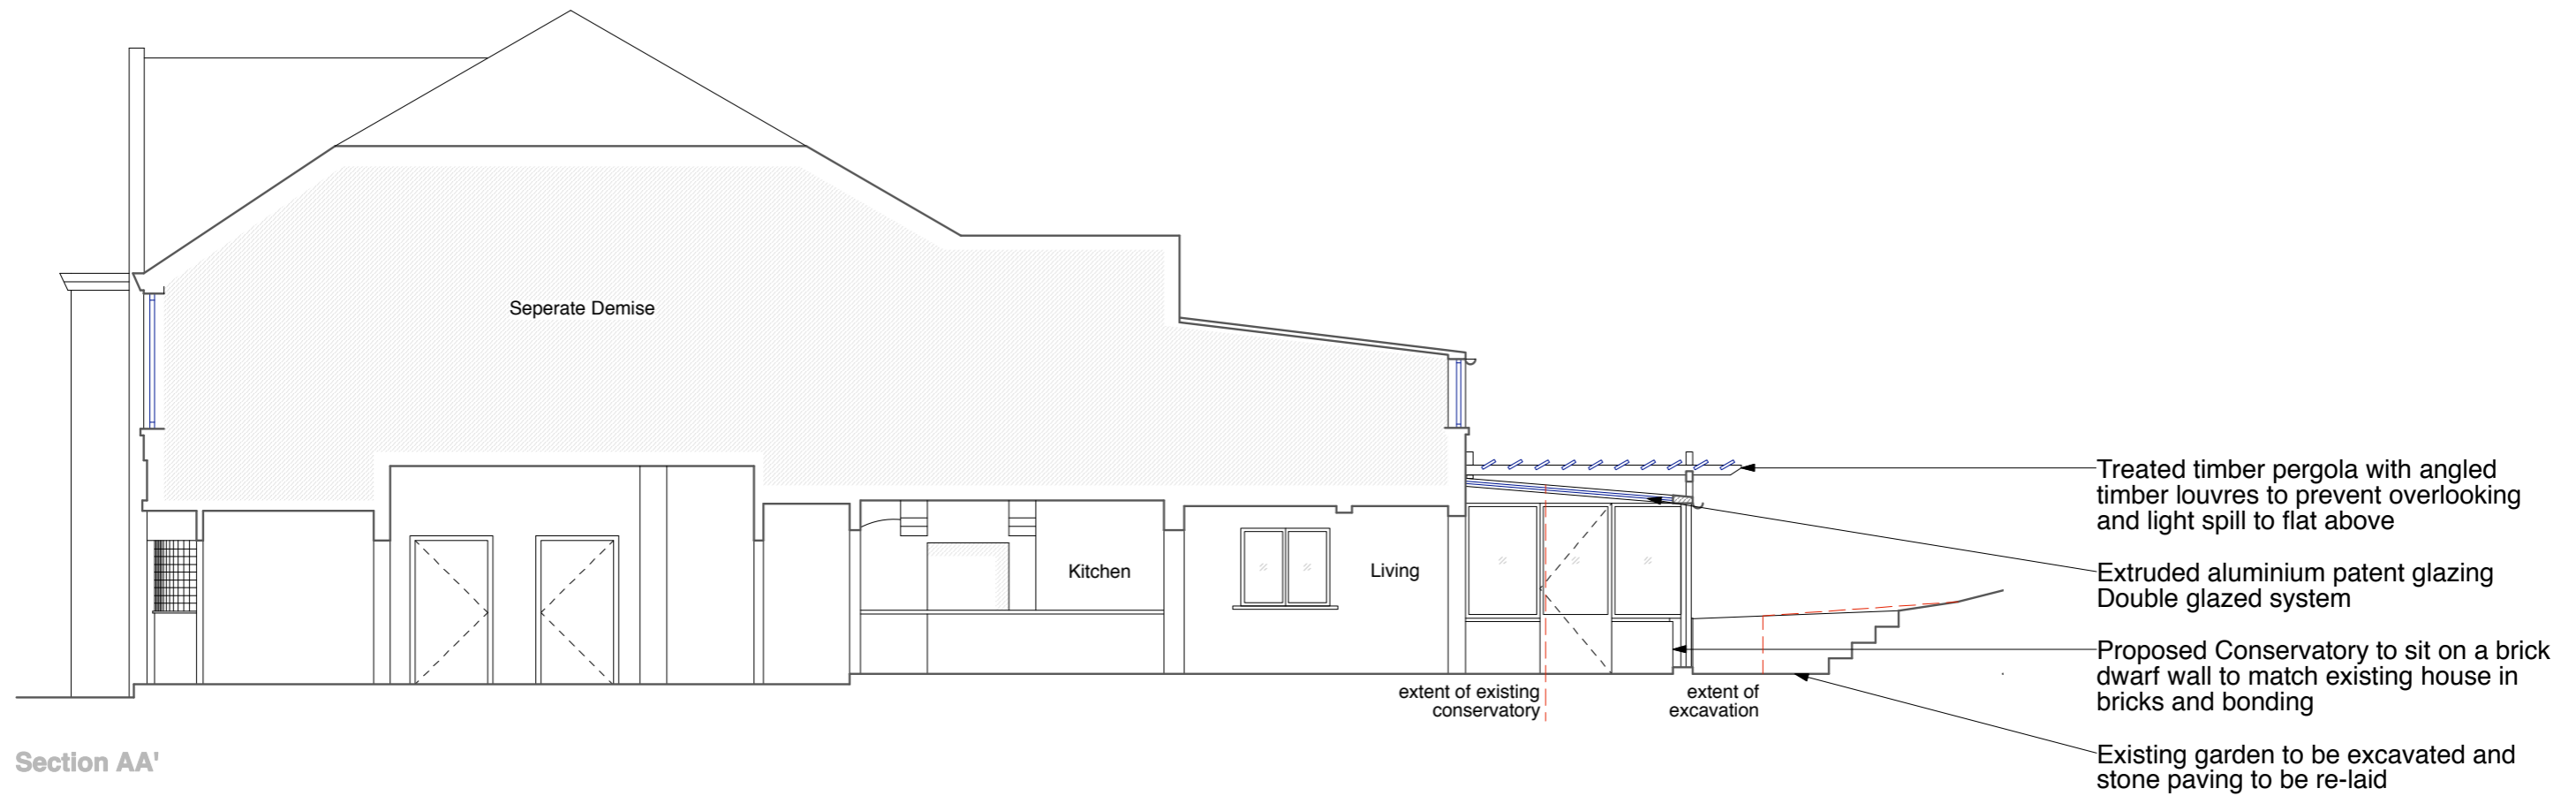 Seperate Demise
Kitchen
Living
Treated timber pergola with angled
timber louvres to prevent overlooking
and light spill to flat above
Extruded aluminium patent glazing
Double glazed system
Proposed Conservatory to sit on a brick
dwarf wall to match existing house in
bricks and bonding
extent of existing
conservatory
extent of
excavation
Existing garden to be excavated and
stone paving to be re-laid
Section AA'